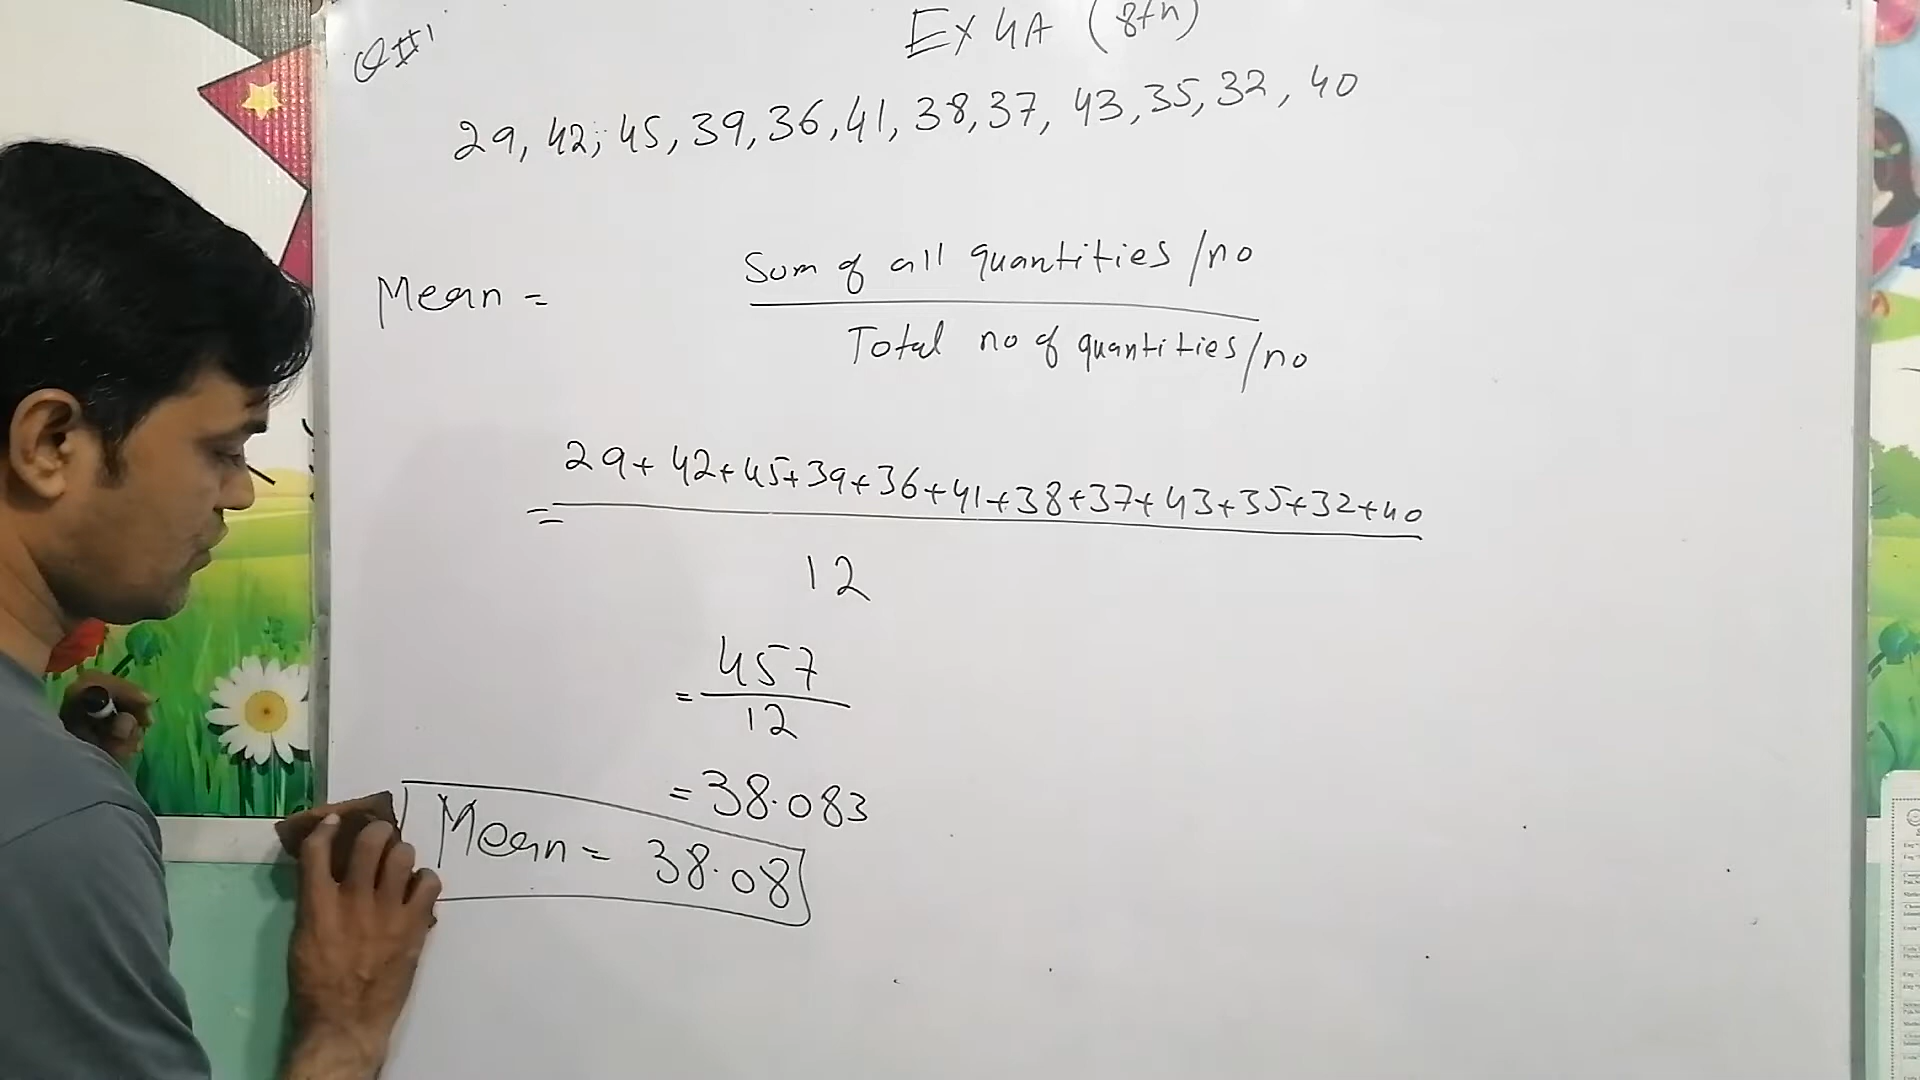 Q#1
Ex 4A (8th)
29, 42, 45, 39, 36, 41, 38, 37, 43, 35, 32, 40
Mean = Sum of all quantities/no
Total no of quantities/no
= 29+42+45+39+36+41+38+37+43+35+32+40
12
= 457
12
= 38.083
Mean = 38.08